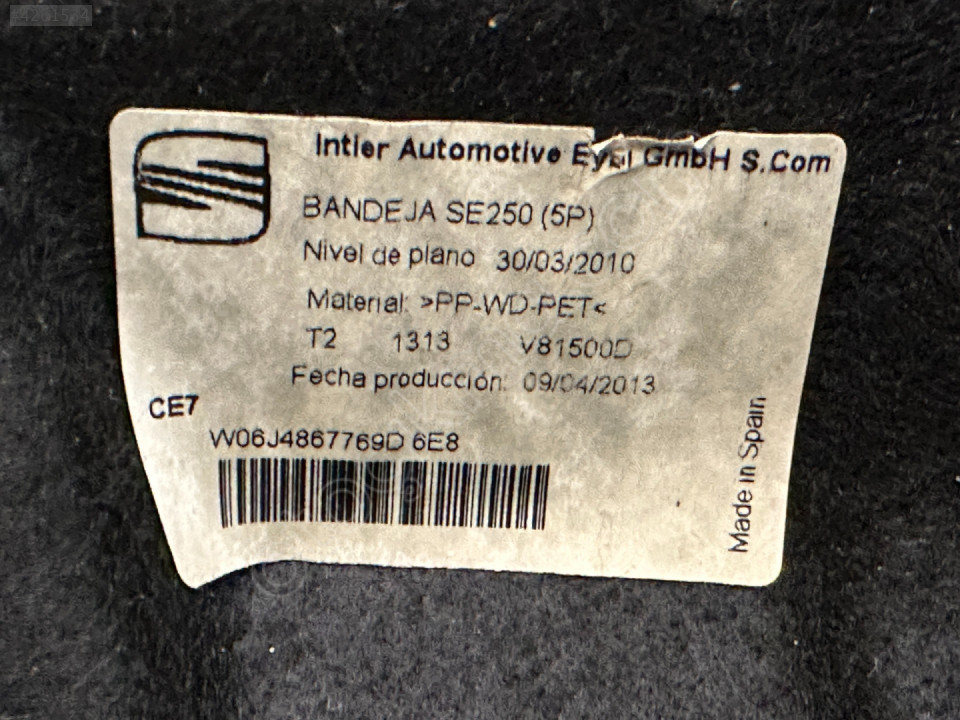 Intier Automotive Eybl GmbH S.Com
BANDEJA SE250 (5P)
Nivel de plano 30/03/2010
Material: >PP-WD-PET<
T2 1313 V81500D
Fecha producción: 09/04/2013
CE7
W06J4867769D 6E8
Made in Spain